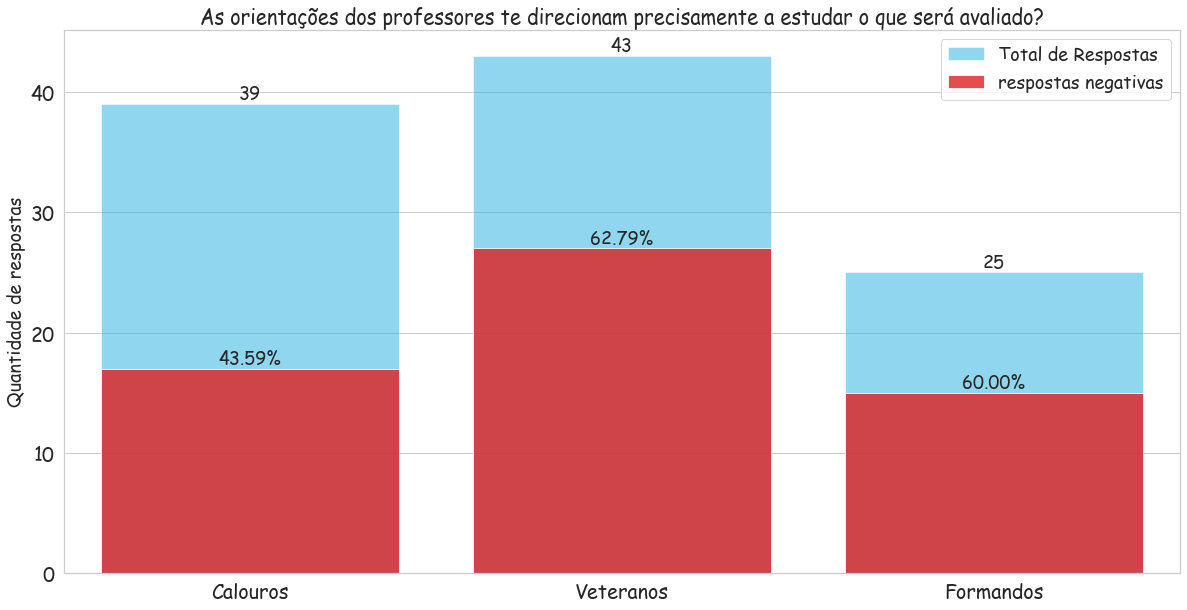 As orientações dos professores te direcionam precisamente a estudar o que será avaliado?
Total de Respostas
respostas negativas
Quantidade de respostas
40
30
20
10
0
39
43
25
43.59%
62.79%
60.00%
Calouros
Veteranos
Formandos